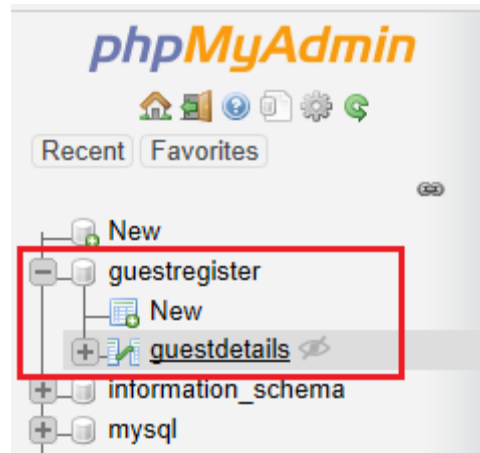 phpMyAdmin
Recent Favorites
New
guestregister
New
guestdetails
information_schema
mysql